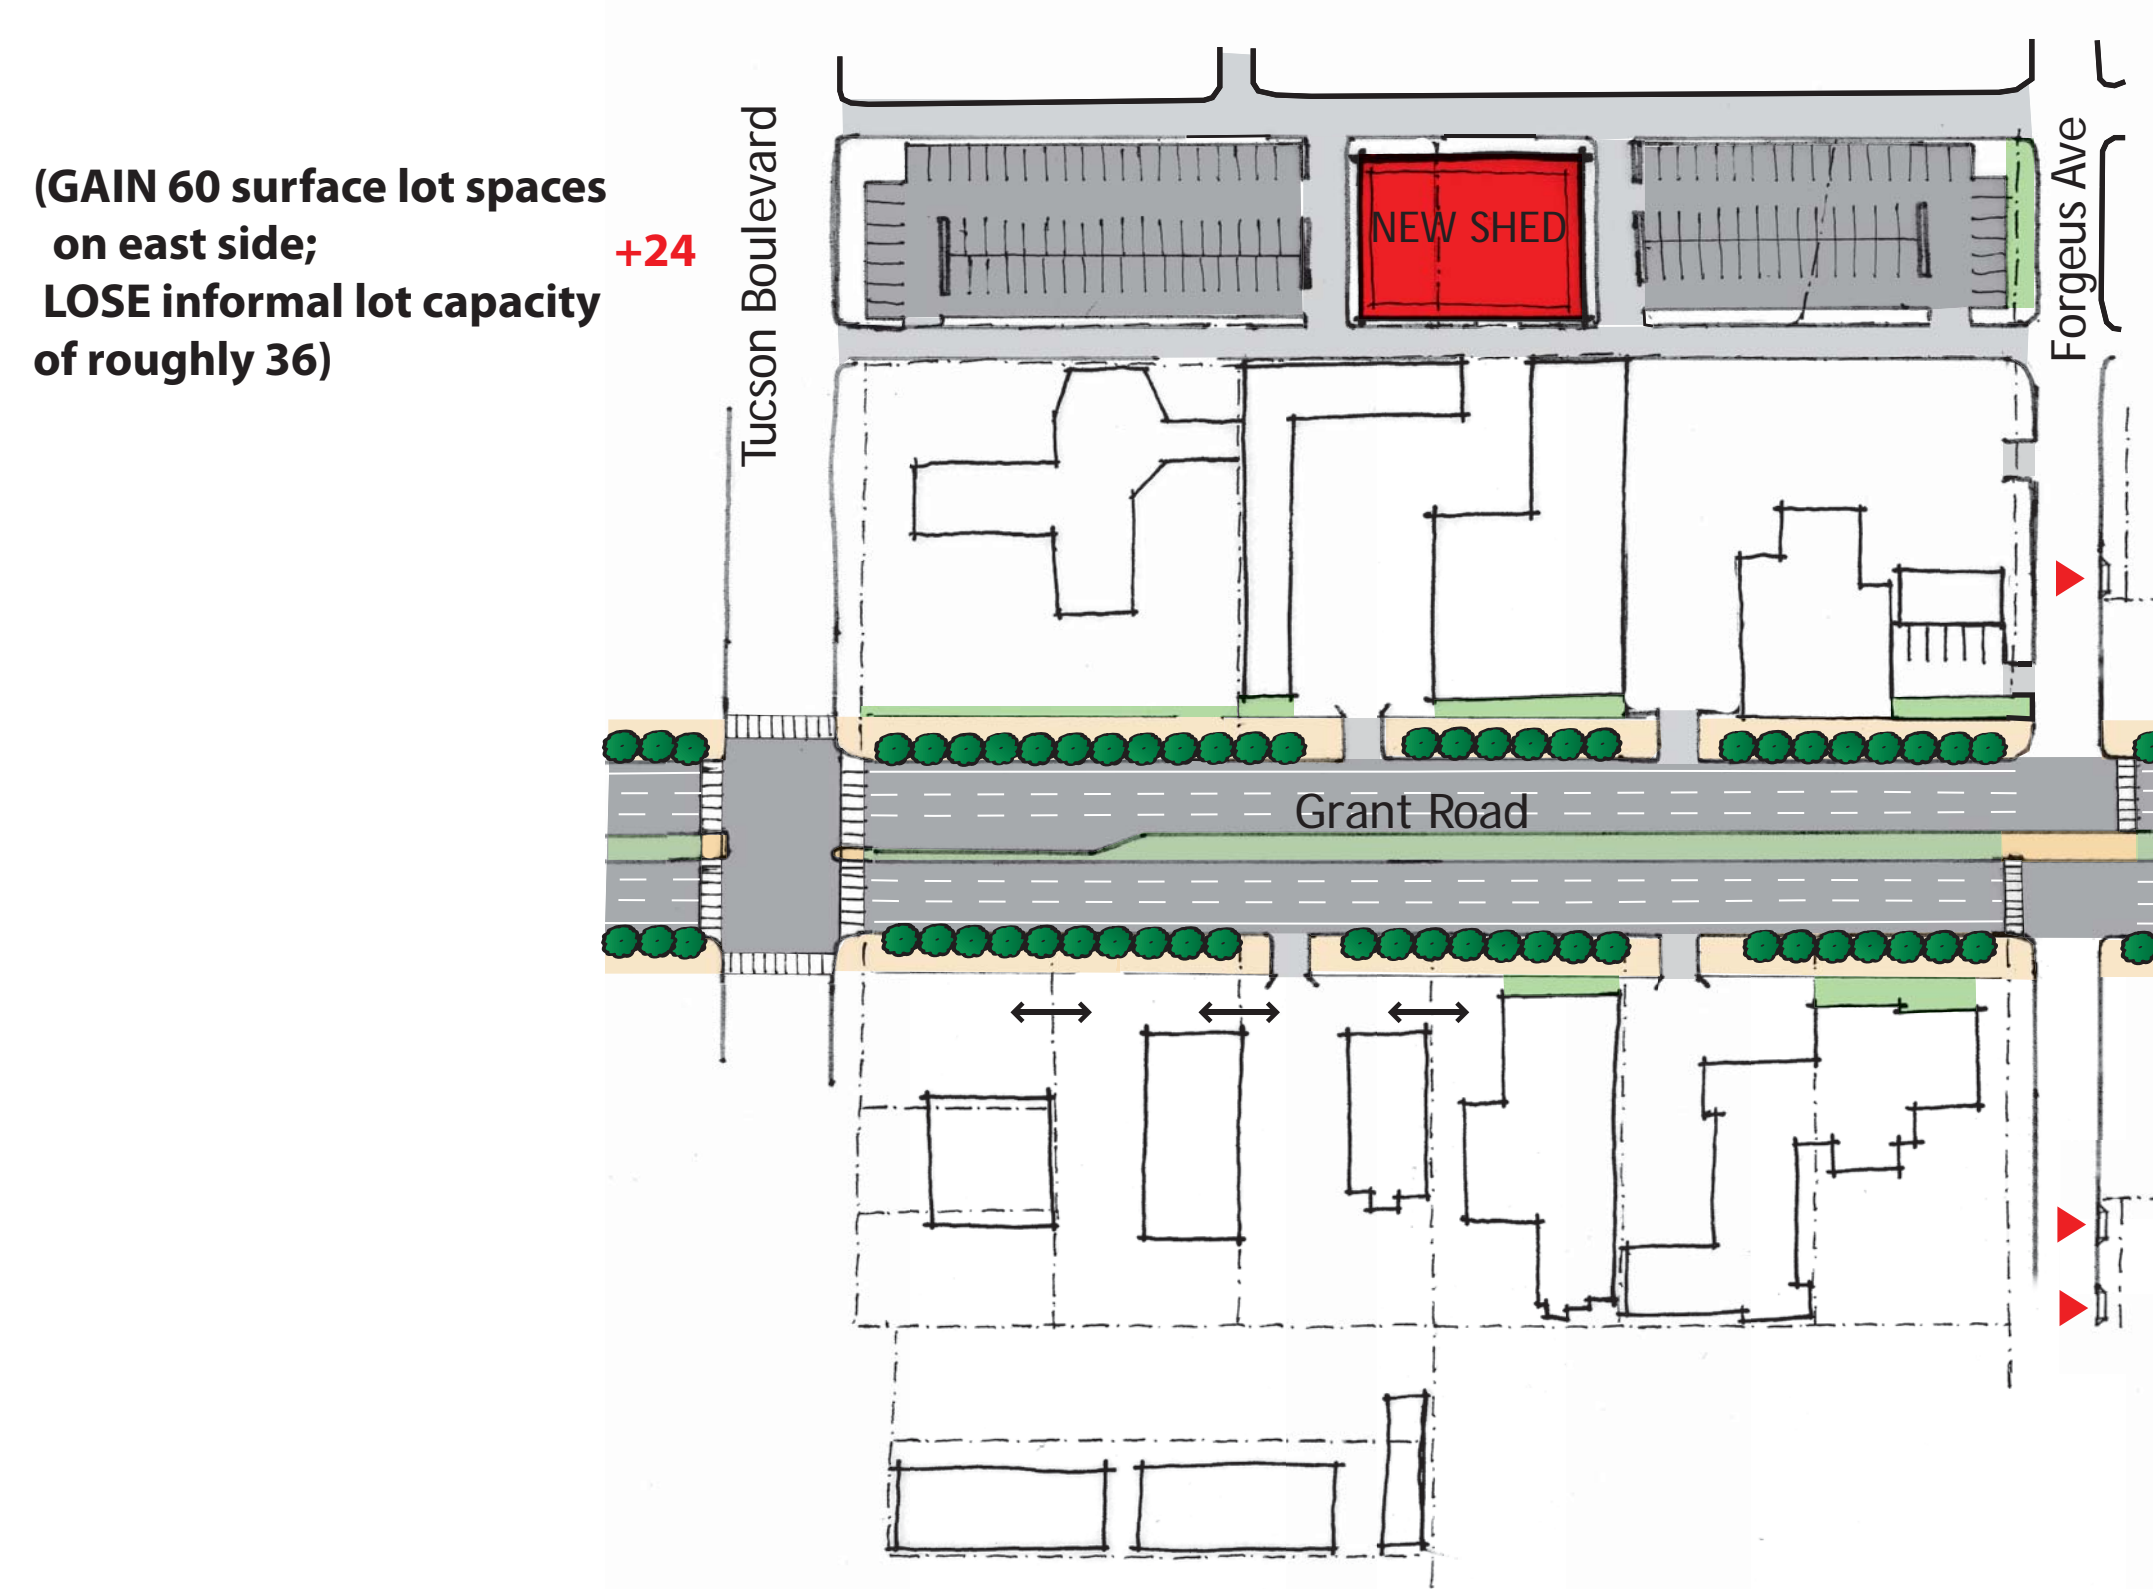 (GAIN 60 surface lot spaces
on east side;
LOSE informal lot capacity
of roughly 36)
+24
Tucson Boulevard
NEW SHED
Forgeus Ave
Grant Road